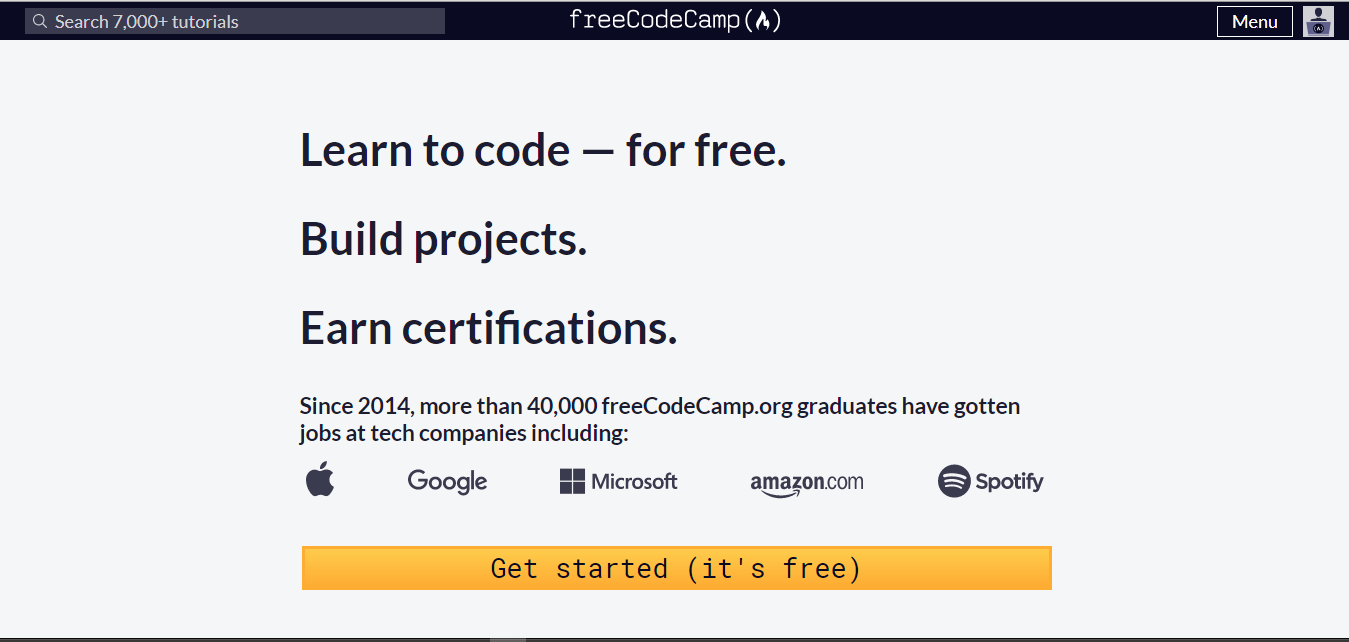 Search 7,000+ tutorials
freeCodeCamp(🔥)
Menu
Learn to code — for free.
Build projects.
Earn certifications.
Since 2014, more than 40,000 freeCodeCamp.org graduates have gotten
jobs at tech companies including:
Google
Microsoft
amazon.com
Spotify
Get started (it's free)